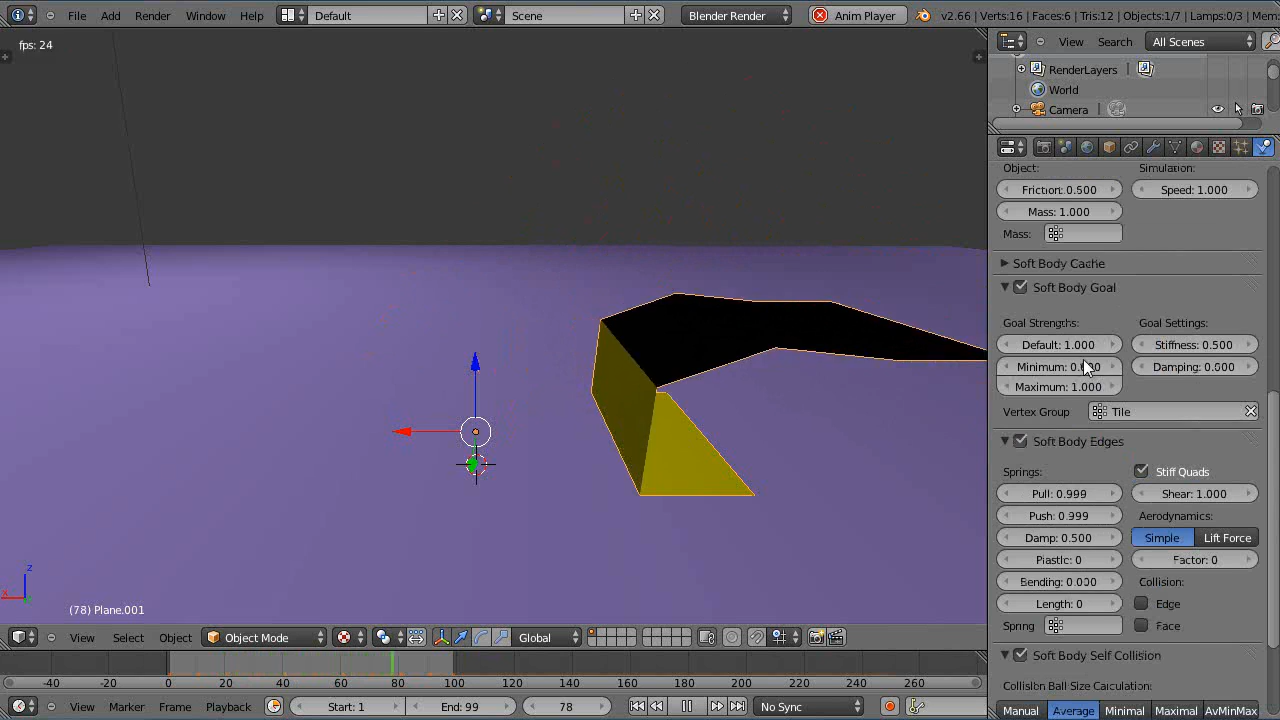 File Add Render Window Help Default Scene Blender Render Anim Player v2.66 | Verts:16 | Faces:6 | Tris:12 | Objects:1/7 | Lamps:0/3 | Mem
fps: 24
View Search All Scenes
RenderLayers
World
Camera
Object: Simulation:
Friction: 0.500 Speed: 1.000
Mass: 1.000
Mass:
Soft Body Cache
Soft Body Goal
Goal Strengths: Goal Settings:
Default: 1.000 Stiffness: 0.500
Minimum: Damping: 0.000
Maximum: 1.000
Vertex Group Tile
Soft Body Edges
Springs: Stiff Quads
Pull: 0.999 Shear: 1.000
Push: 0.999 Aerodynamics:
Damp: 0.500 Simple Lift Force
Plastic: 0 Factor: 0
Bending: 0.000 Collision:
Length: 0 Edge
Spring Face
Soft Body Self Collision
Collision Ball Size Calculation:
Manual Average Minimal Maximal AvMinMax
z
x
(78) Plane.001
View Select Object Object Mode Global
-40 -20 0 20 40 60 80 100 120 140 160 180 200 220 240 260
View Marker Frame Playback Start: 1 End: 99 78 No Sync